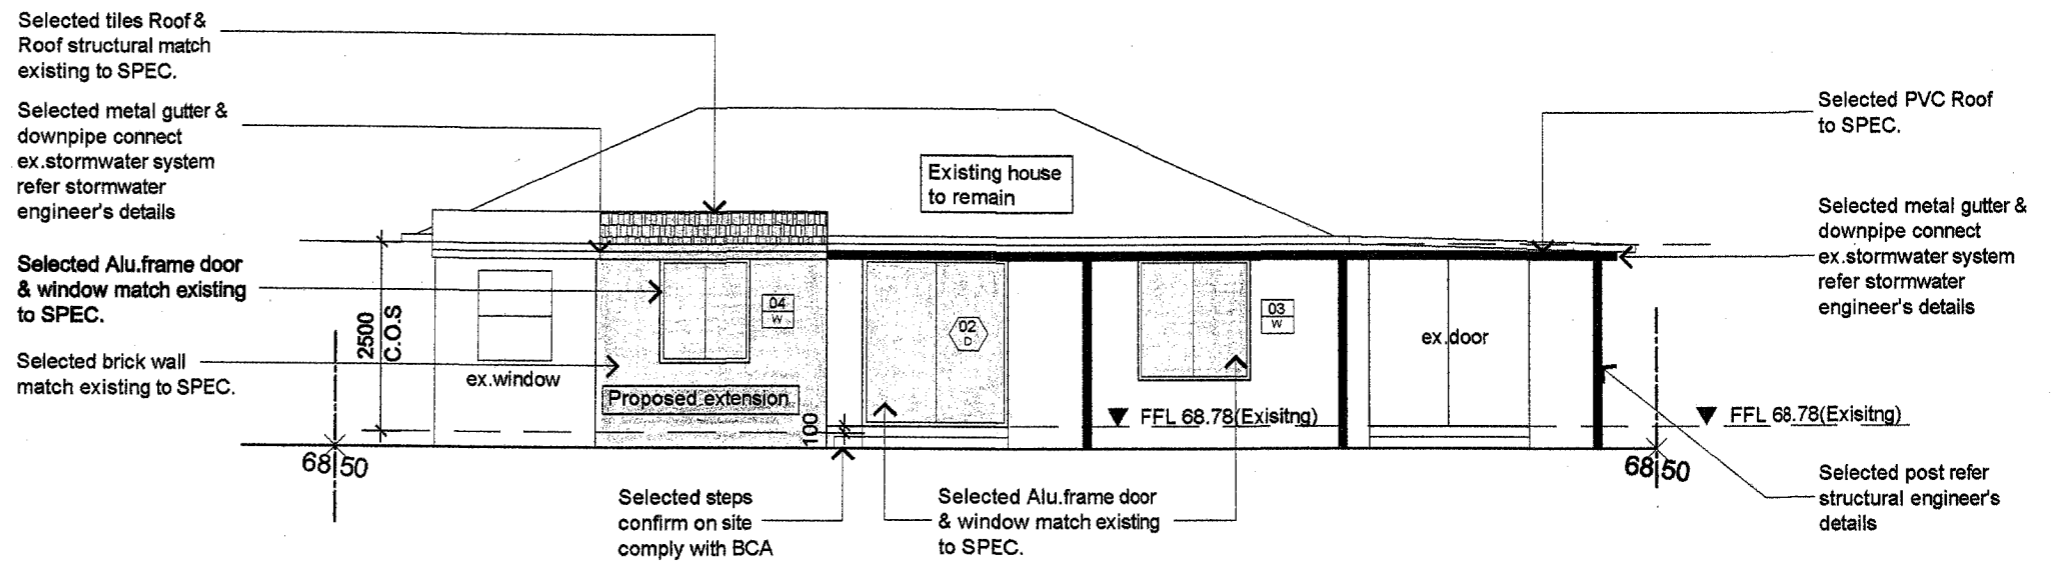 Selected tiles Roof &
Roof structural match
existing to SPEC.
Selected metal gutter &
downpipe connect
ex.stormwater system
refer stormwater
engineer's details
Selected Alu.frame door
& window match existing
to SPEC.
Selected brick wall
match existing to SPEC.
2500
C.O.S
68 50
ex.window
Proposed extension
04
W
100
Existing house
to remain
02
D
03
W
FFL 68.78(Exisitng)
ex.door
Selected steps
confirm on site
comply with BCA
Selected Alu.frame door
& window match existing
to SPEC.
Selected PVC Roof
to SPEC.
Selected metal gutter &
downpipe connect
ex.stormwater system
refer stormwater
engineer's details
FFL 68.78(Exisitng)
68 50
Selected post refer
structural engineer's
details